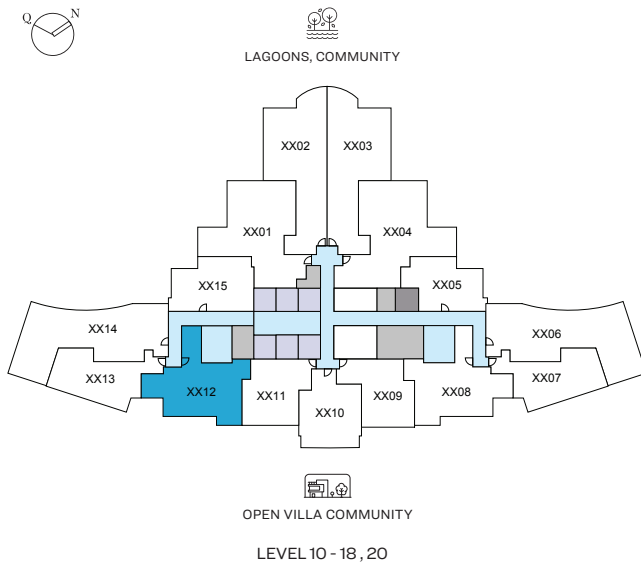 Q N
LAGOONS, COMMUNITY
XX02 XX03
XX01 XX04
XX15 XX05
XX14 XX06
XX13 XX07
XX12 XX11 XX10 XX09 XX08
OPEN VILLA COMMUNITY
LEVEL 10 - 18 , 20